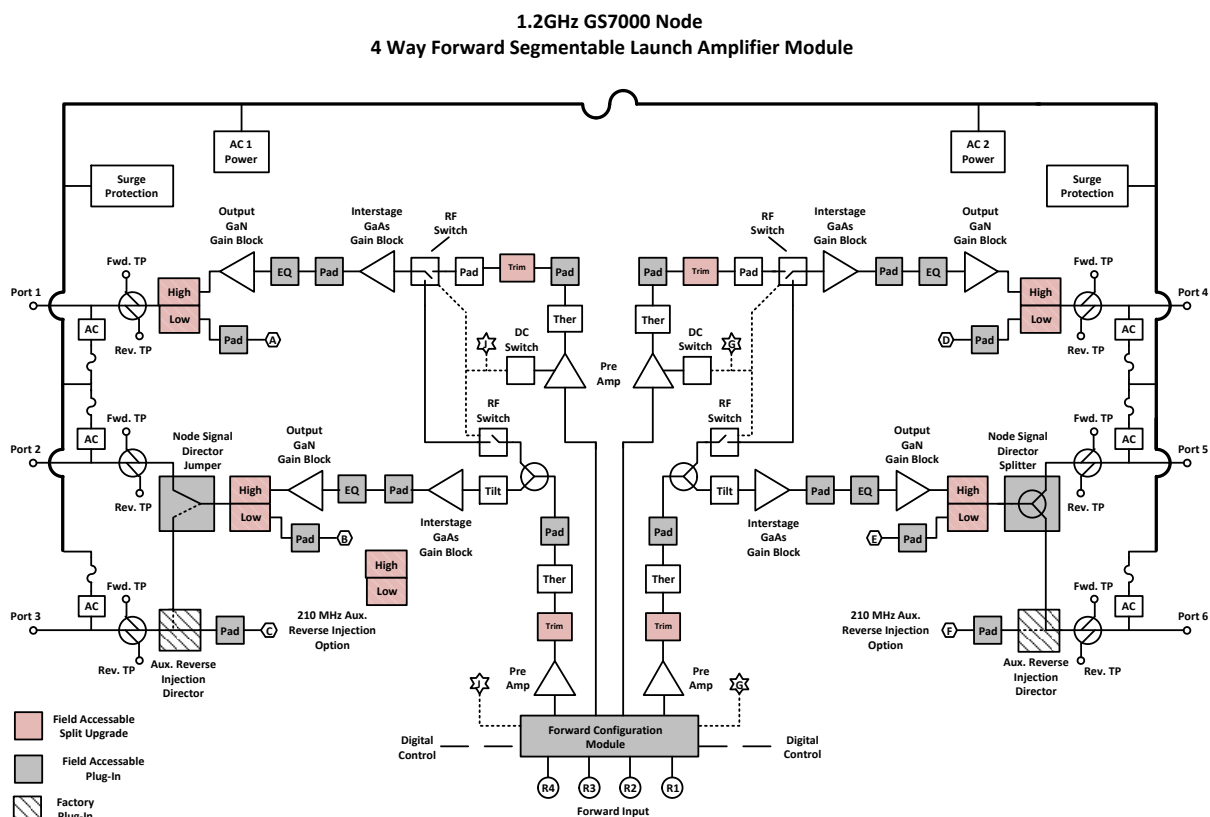 1.2GHz GS7000 Node
4 Way Forward Segmentable Launch Amplifier Module
AC 1
Power
AC 2
Power
Surge
Protection
Surge
Protection
Output
GaN
Gain Block
Interstage
GaAs
Gain Block
RF
Switch
RF
Switch
Interstage
GaAs
Gain Block
Output
GaN
Gain Block
Fwd. TP
EQ
Pad
Pad
Trim
Pad
Pad
Trim
Pad
Pad
EQ
Fwd. TP
Port 1
High
Low
High
Low
Port 4
AC
Rev. TP
Pad
A
Ther
Ther
D
Pad
Rev. TP
AC
J
DC
Switch
Pre
Amp
G
DC
Switch
Fwd. TP
Node Signal
Director
Jumper
Output
GaN
Gain Block
RF
Switch
RF
Switch
Output
GaN
Gain Block
Node Signal
Director
Splitter
Fwd. TP
AC
AC
Port 2
High
Low
EQ
Pad
Tilt
Tilt
Pad
EQ
High
Low
Port 5
Rev. TP
Pad
B
Interstage
GaAs
Gain Block
Pad
Pad
Interstage
GaAs
Gain Block
E
Pad
Rev. TP
High
Low
Ther
Ther
Fwd. TP
Fwd. TP
AC
AC
Port 3
Pad
C
210 MHz Aux.
Reverse Injection
Option
Trim
Trim
210 MHz Aux.
Reverse Injection
Option
F
Pad
Port 6
Rev. TP
Aux. Reverse
Injection
Director
Pre
Amp
Pre
Amp
Aux. Reverse
Injection
Director
Rev. TP
J
G
Field Accessable
Split Upgrade
Forward Configuration
Module
Digital
Control
Digital
Control
Field Accessable
Plug-In
R4
R3
R2
R1
Factory
Plug-In
Forward Input